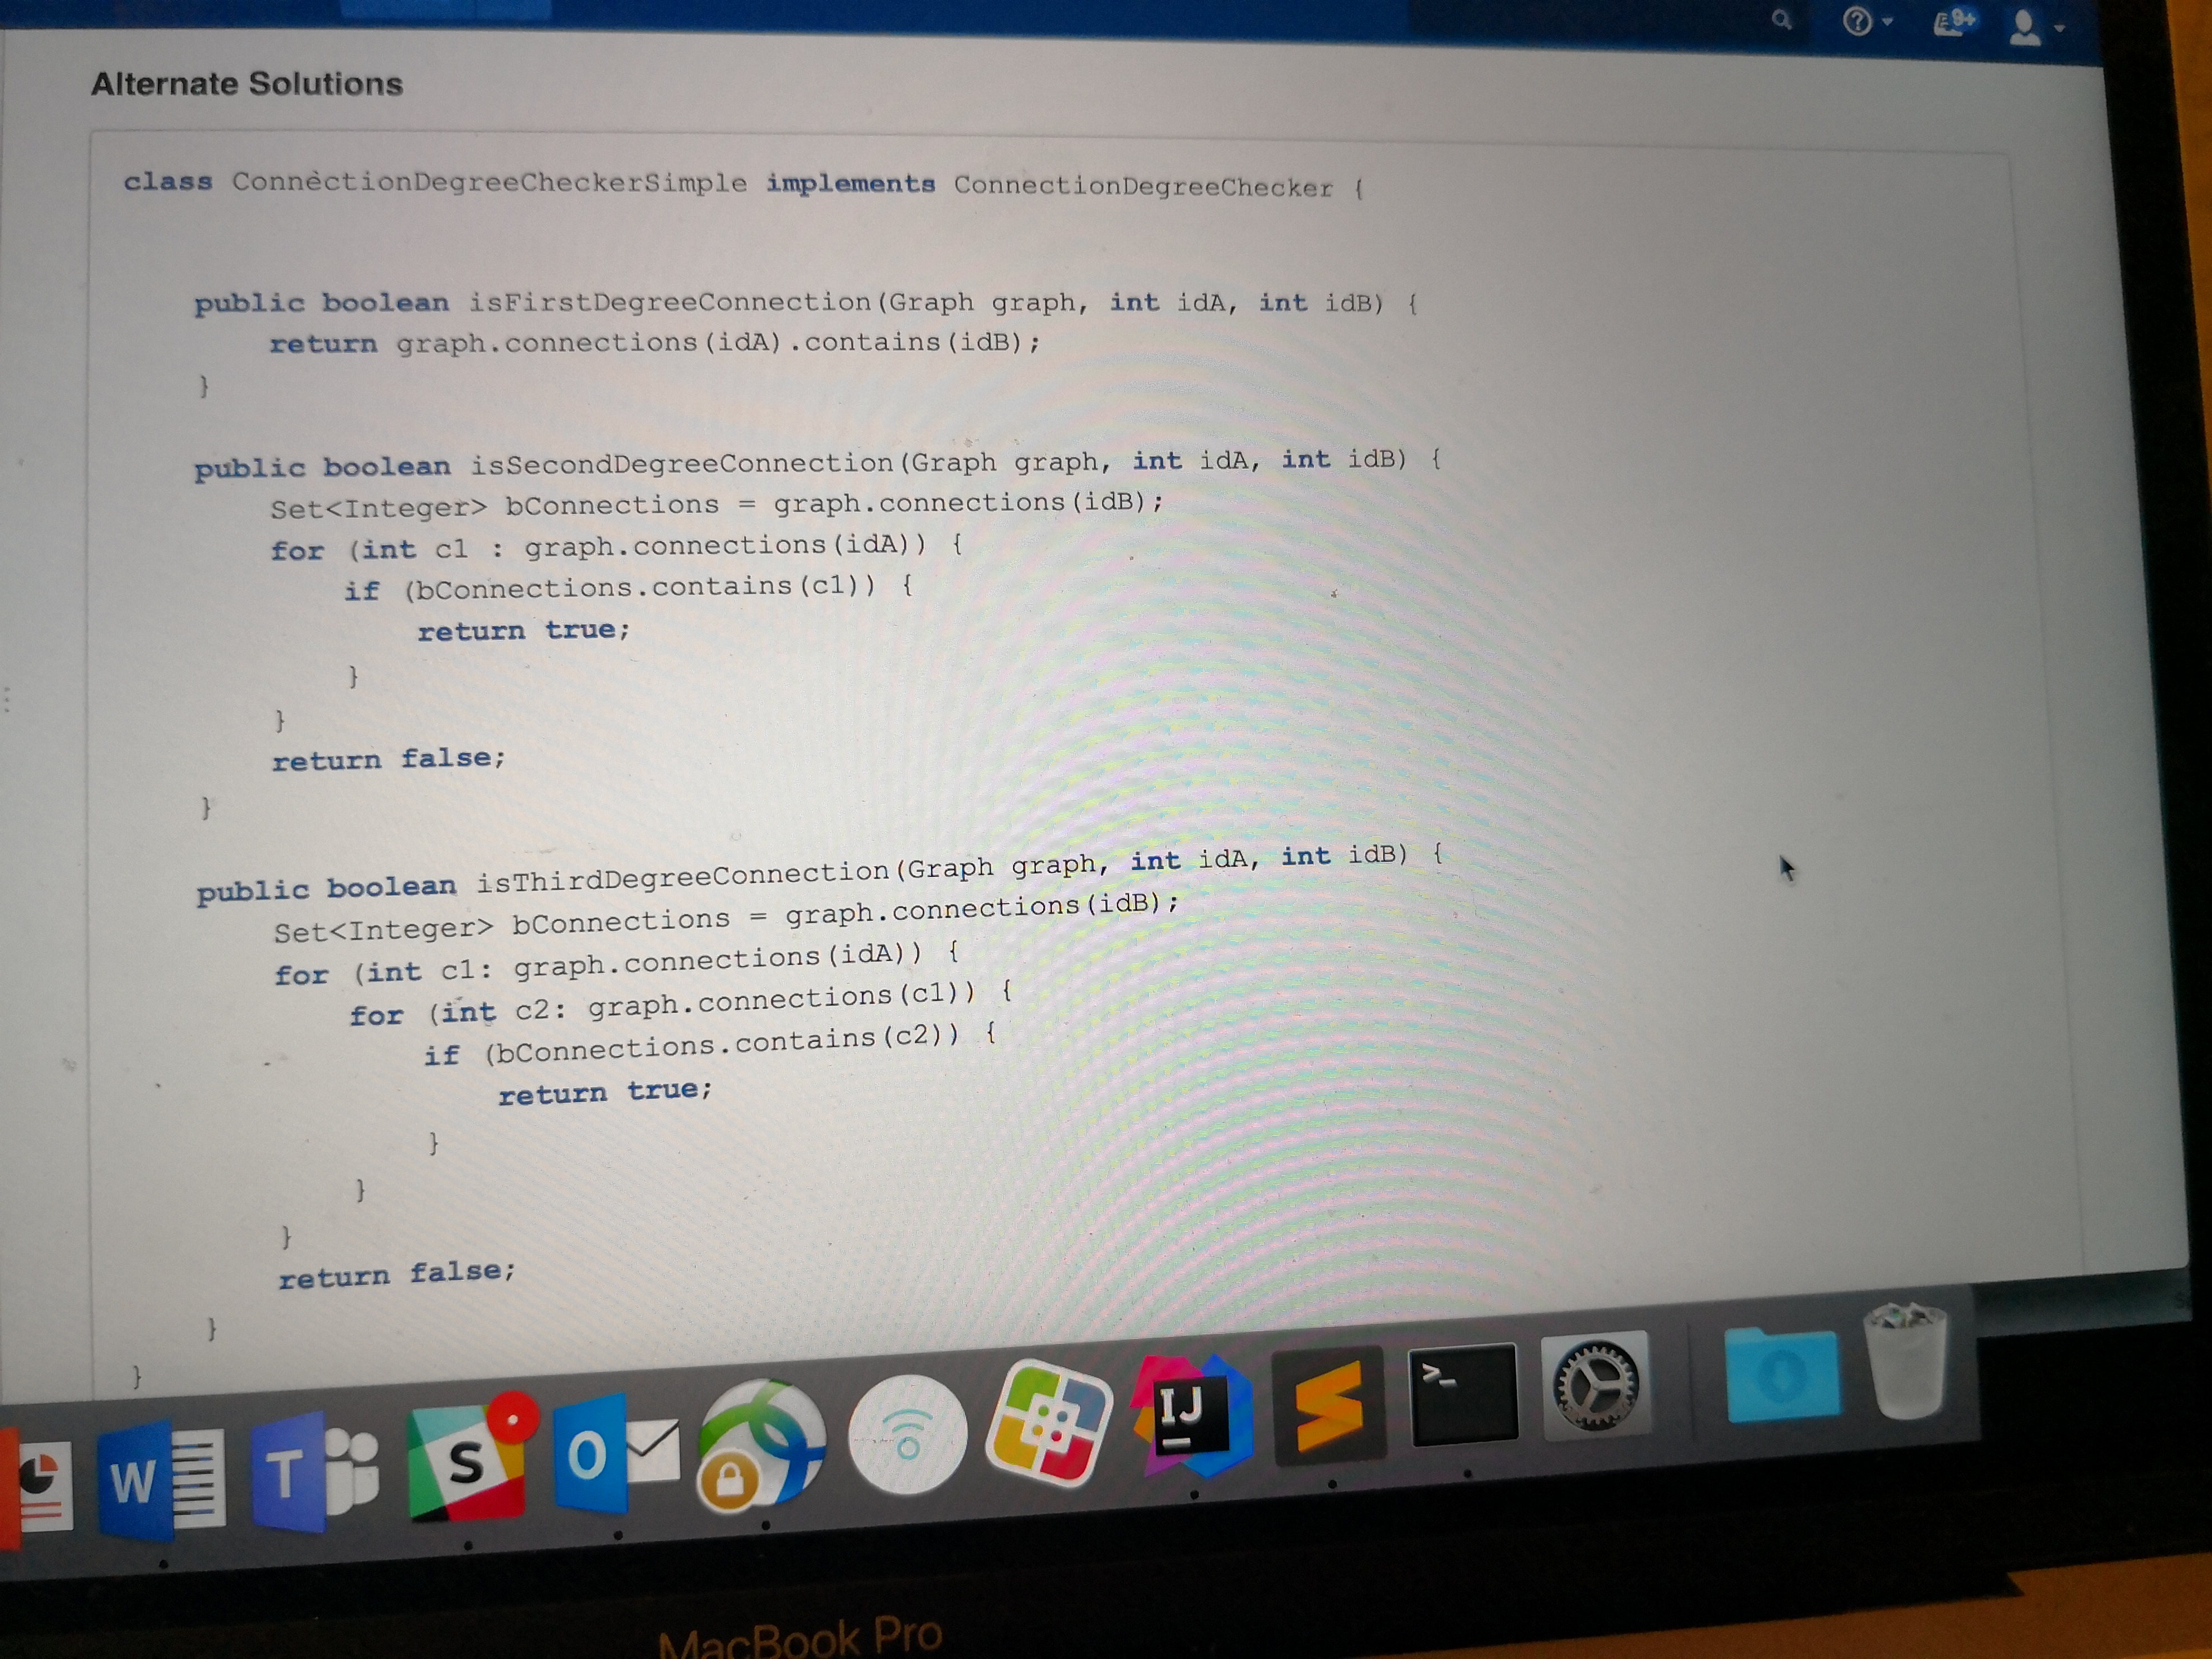 9+
Alternate Solutions
class ConnectionDegreeCheckerSimple implements ConnectionDegreeChecker {
public boolean isFirstDegreeConnection(Graph graph, int idA, int idB) {
return graph.connections(idA).contains(idB);
}
public boolean isSecondDegreeConnection(Graph graph, int idA, int idB) {
Set<Integer> bConnections = graph.connections(idB);
for (int c1 : graph.connections(idA)) {
if (bConnections.contains(c1)) {
return true;
}
}
return false;
}
public boolean isThirdDegreeConnection(Graph graph, int idA, int idB) {
Set<Integer> bConnections = graph.connections(idB);
for (int c1: graph.connections(idA)) {
for (int c2: graph.connections(c1)) {
if (bConnections.contains(c2)) {
return true;
}
}
}
return false;
}
}
W T S O IJ >_
MacBook Pro